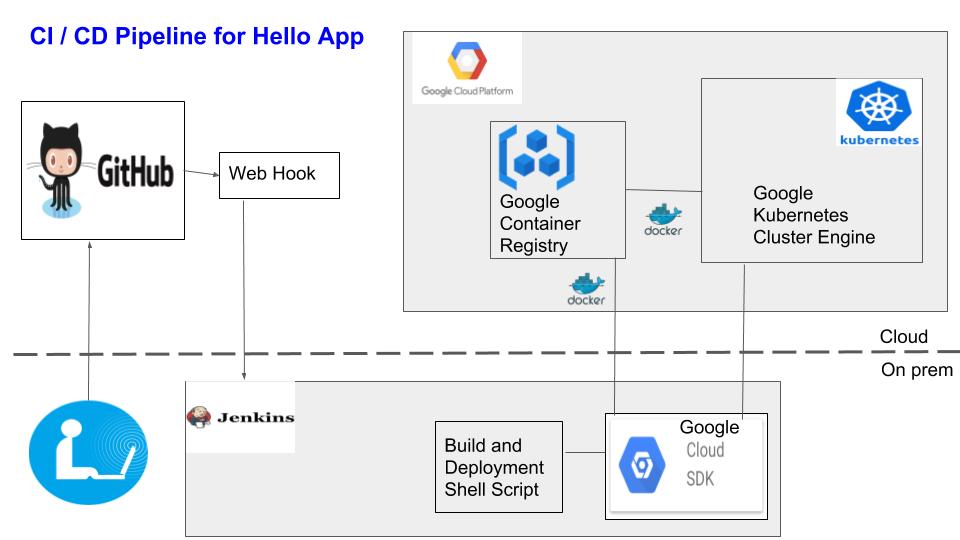 CI / CD Pipeline for Hello App
Google Cloud Platform
kubernetes
GitHub
Web Hook
Google
Container
Registry
docker
Google
Kubernetes
Cluster Engine
docker
Cloud
On prem
Jenkins
Build and
Deployment
Shell Script
Google
Cloud
SDK